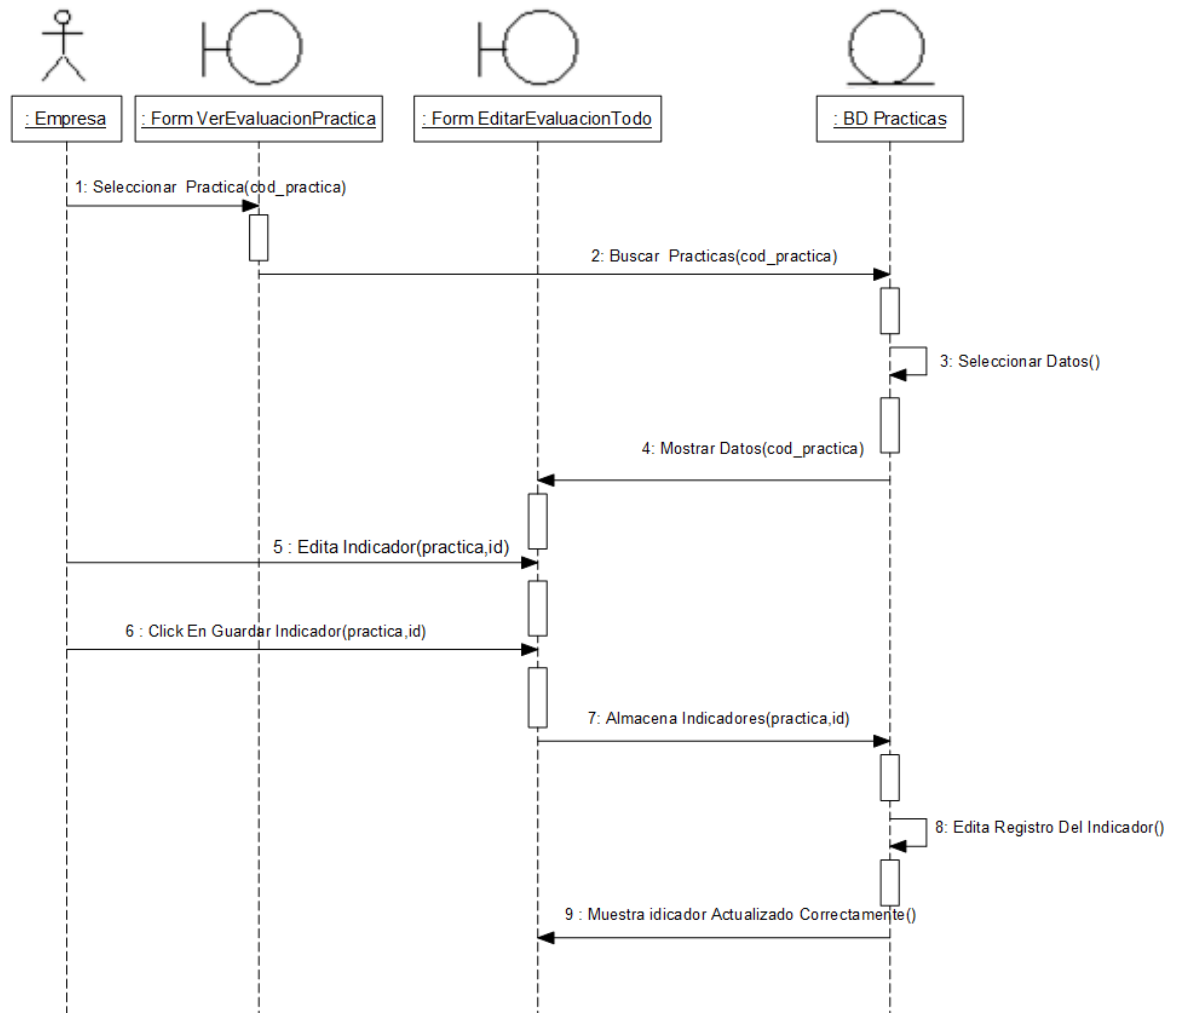 : Empresa
: Form VerEvaluacionPractica
: Form EditarEvaluacionTodo
: BD Practicas
1: Seleccionar Practica(cod_practica)
2: Buscar Practicas(cod_practica)
3: Seleccionar Datos()
4: Mostrar Datos(cod_practica)
5 : Edita Indicador(practica,id)
6 : Click En Guardar Indicador(practica,id)
7: Almacena Indicadores(practica,id)
8: Edita Registro Del Indicador()
9 : Muestra idicador Actualizado Correctamente()